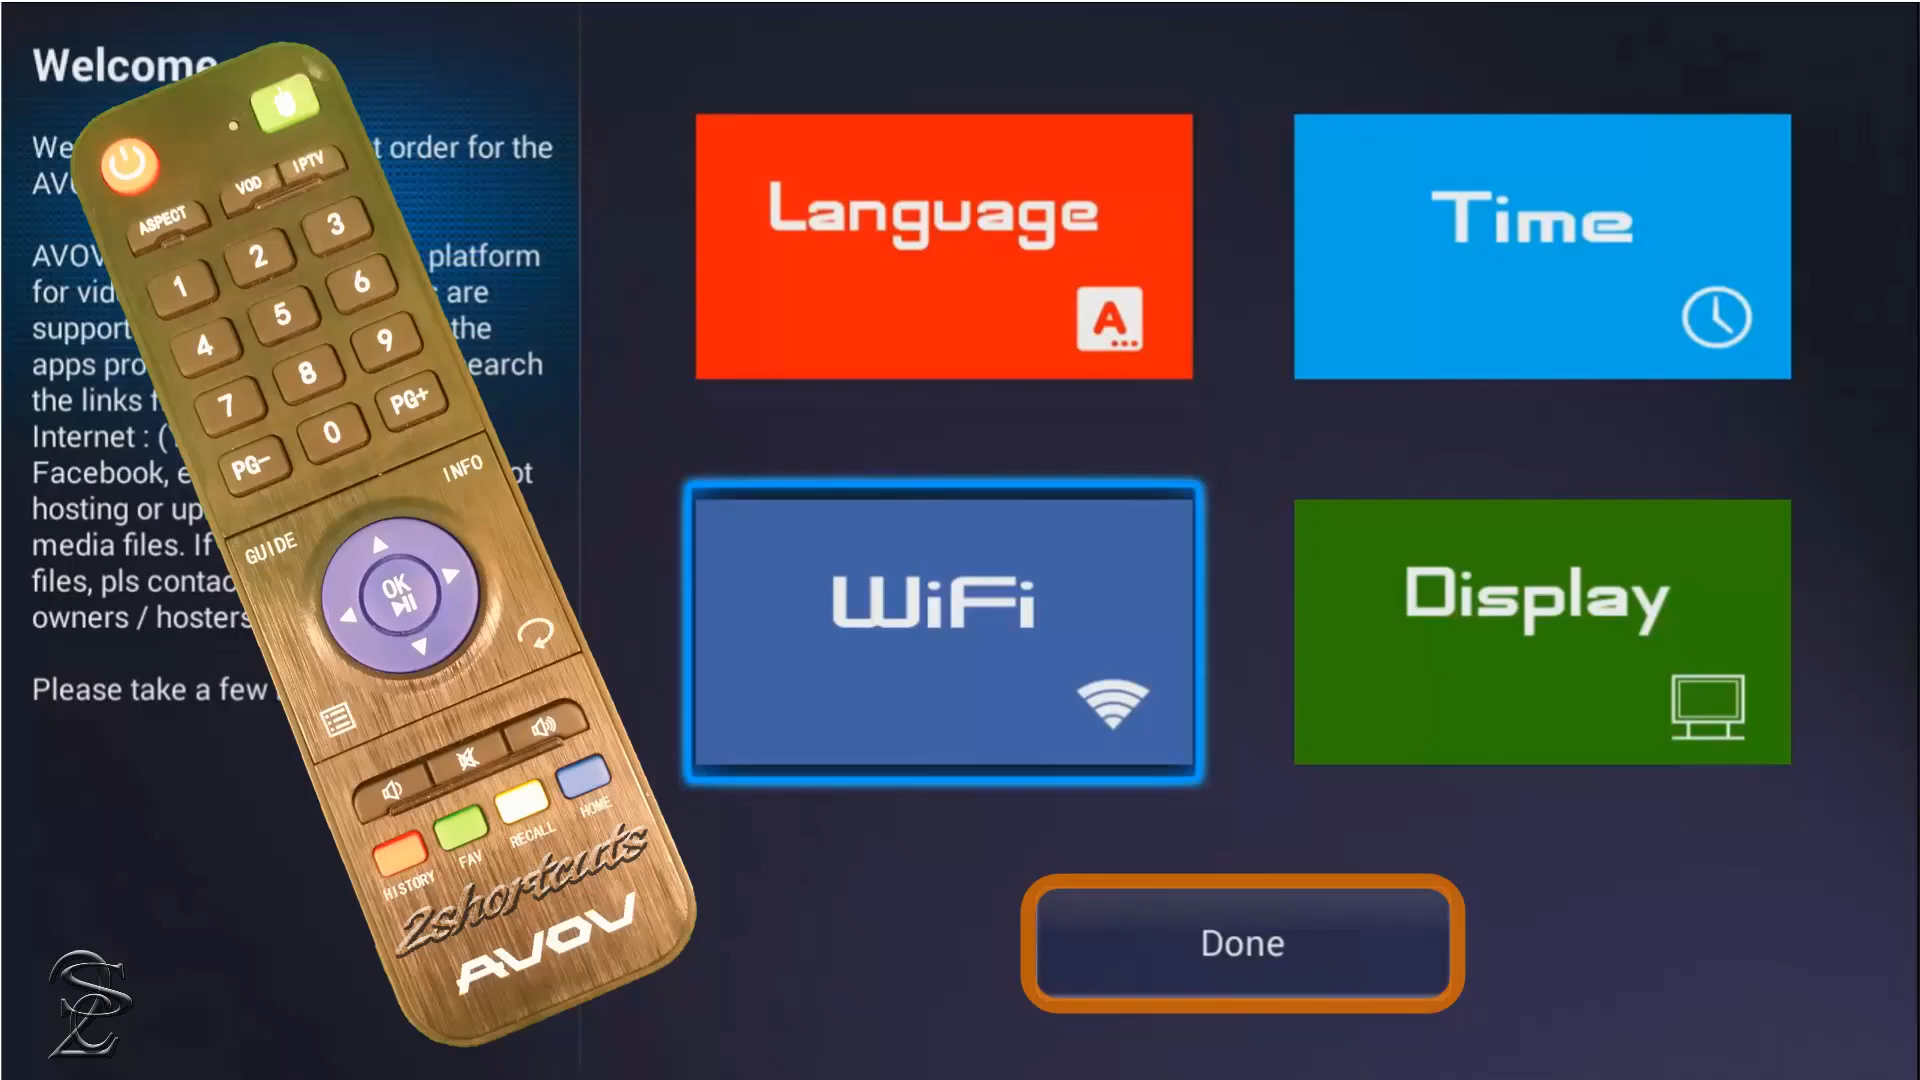 Welcome
We
t order for the
AVOV
platform
for vid
are
support
the
apps pro
earch
the links f
Internet : (
Facebook, e
ot
hosting or up
media files. If
files, pls contac
owners / hosters
Please take a few
Language
A
Time
WiFi
Display
Done
VOD
IPTV
ASPECT
1
2
3
4
5
6
7
8
9
PG-
0
PG+
INFO
GUIDE
OK
HISTORY
FAV
RECALL
HOME
2shortcuts
AVOV